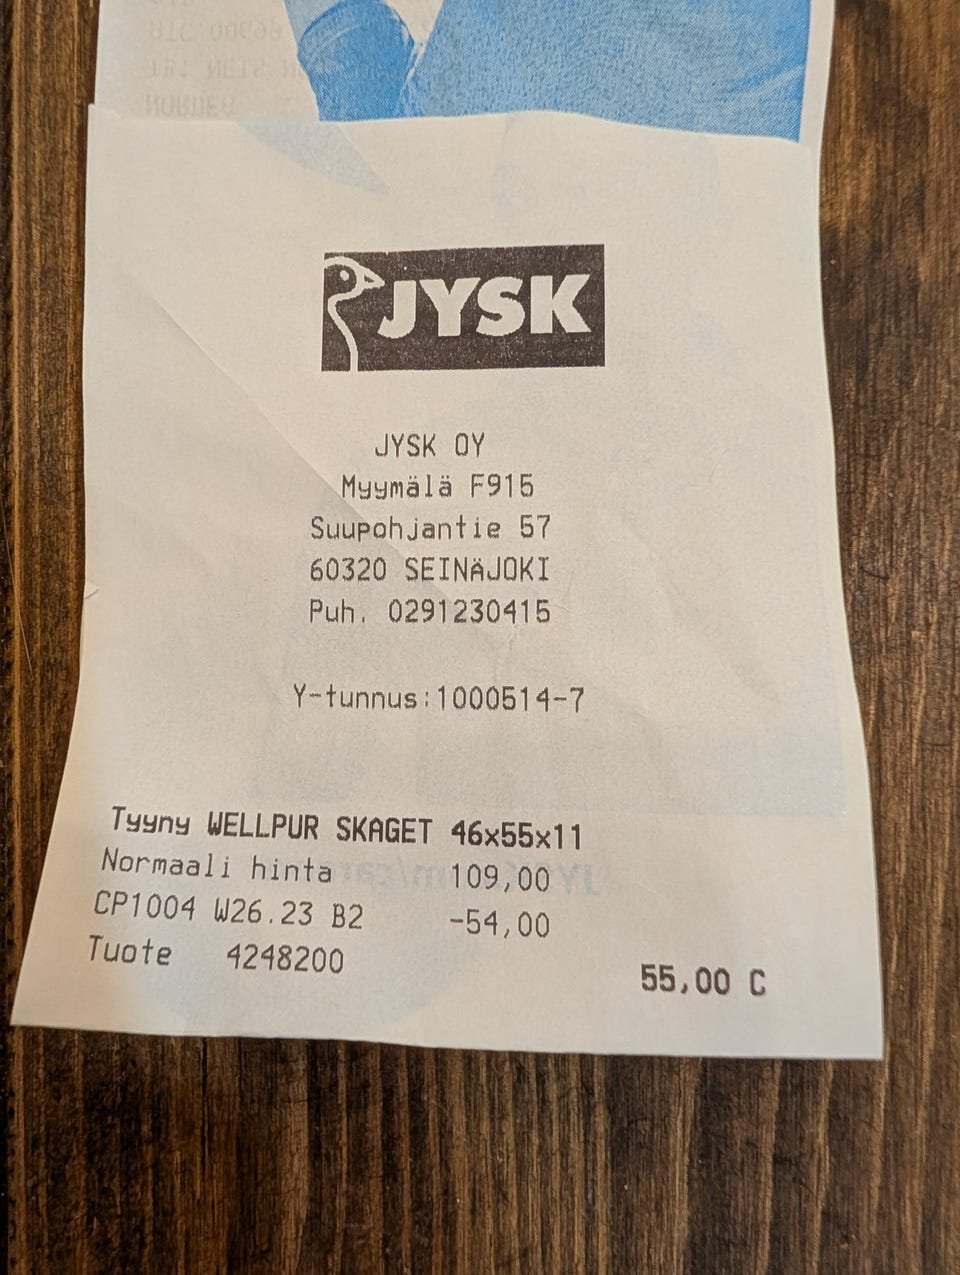 JYSK
JYSK OY
Myymälä F915
Suupohjantie 57
60320 SEINÄJOKI
Puh. 0291230415
Y-tunnus:1000514-7
Tyyny WELLPUR SKAGET 46x55x11
Normaali hinta 109,00
CP1004 W26.23 B2 -54,00
Tuote 4248200
55,00 C